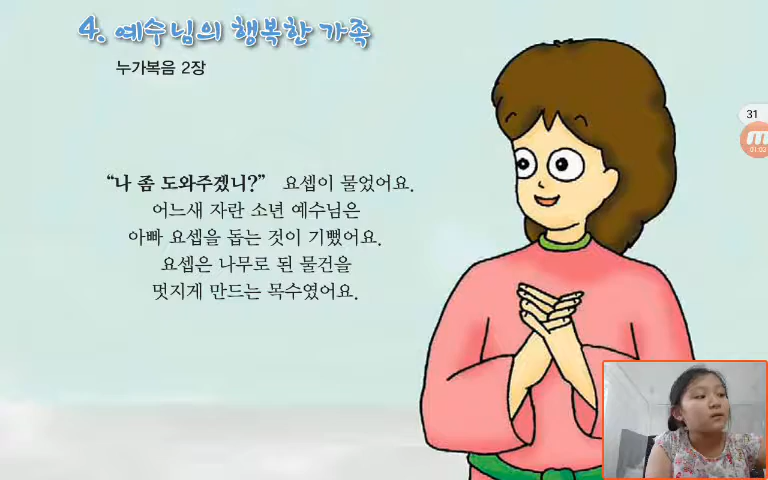 4. 예수님의 행복한 가족
누가복음 2장
“나 좀 도와주겠니?” 요셉이 물었어요.
어느새 자란 소년 예수님은
아빠 요셉을 돕는 것이 기뻤어요.
요셉은 나무로 된 물건을
멋지게 만드는 목수였어요.
31
01:02